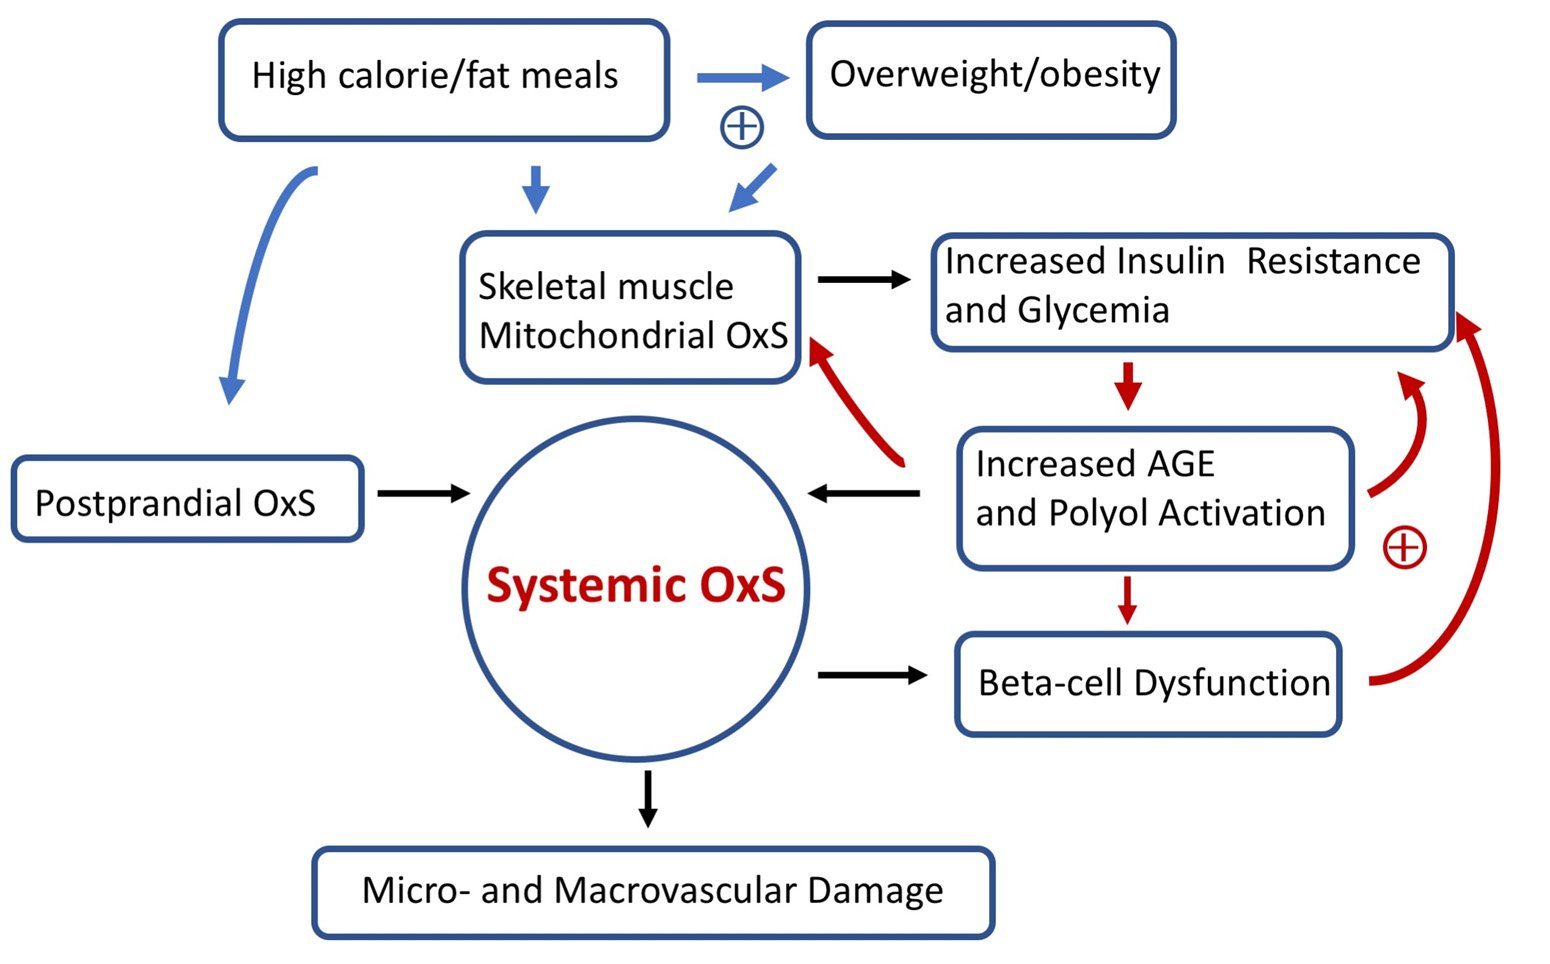 High calorie/fat meals
Overweight/obesity
Skeletal muscle
Mitochondrial OxS
Increased Insulin  Resistance
and Glycemia
Postprandial OxS
Increased AGE
and Polyol Activation
Systemic OxS
Beta-cell Dysfunction
Micro- and Macrovascular Damage